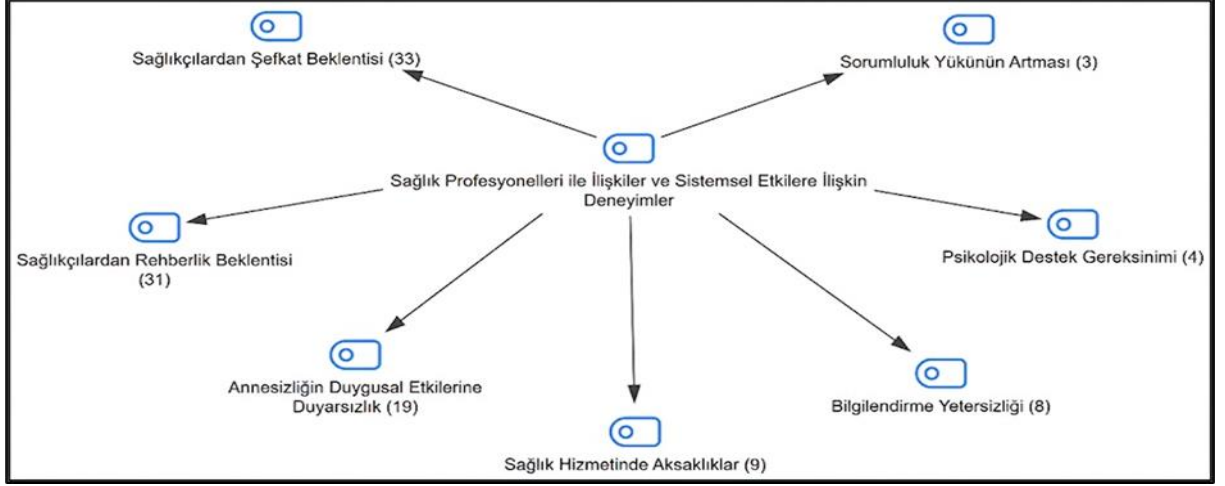 Sağlıkçılardan Şefkat Beklentisi (33)
Sorumluluk Yükünün Artması (3)
Sağlık Profesyonelleri ile İlişkiler ve Sistemsel Etkilere İlişkin
Deneyimler
Sağlıkçılardan Rehberlik Beklentisi
(31)
Psikolojik Destek Gereksinimi (4)
Annesizliğin Duygusal Etkilerine
Duyarsızlık (19)
Bilgilendirme Yetersizliği (8)
Sağlık Hizmetinde Aksaklıklar (9)